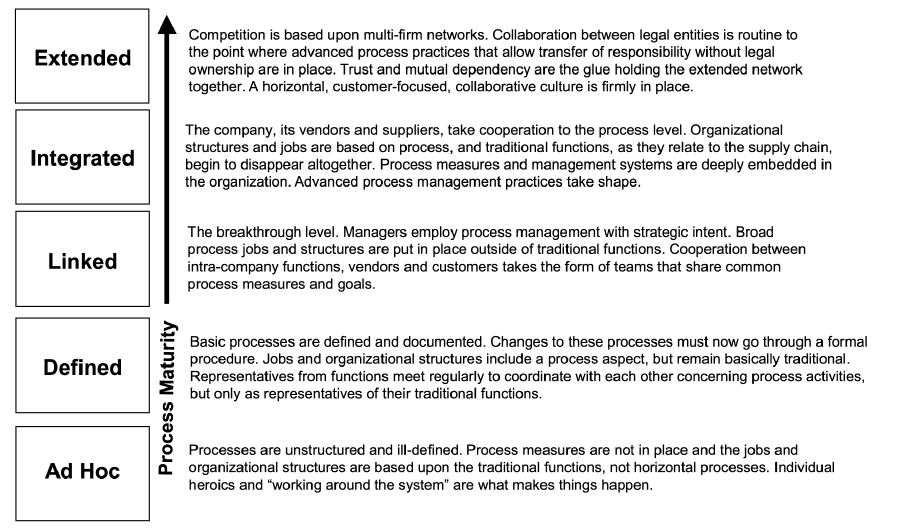 Extended
Competition is based upon multi-firm networks. Collaboration between legal entities is routine to
the point where advanced process practices that allow transfer of responsibility without legal
ownership are in place. Trust and mutual dependency are the glue holding the extended network
together. A horizontal, customer-focused, collaborative culture is firmly in place.
Integrated
The company, its vendors and suppliers, take cooperation to the process level. Organizational
structures and jobs are based on process, and traditional functions, as they relate to the supply chain,
begin to disappear altogether. Process measures and management systems are deeply embedded in
the organization. Advanced process management practices take shape.
Linked
The breakthrough level. Managers employ process management with strategic intent. Broad
process jobs and structures are put in place outside of traditional functions. Cooperation between
intra-company functions, vendors and customers takes the form of teams that share common
process measures and goals.
Defined
Basic processes are defined and documented. Changes to these processes must now go through a formal
procedure. Jobs and organizational structures include a process aspect, but remain basically traditional.
Representatives from functions meet regularly to coordinate with each other concerning process activities,
but only as representatives of their traditional functions.
Ad Hoc
Processes are unstructured and ill-defined. Process measures are not in place and the jobs and
organizational structures are based upon the traditional functions, not horizontal processes. Individual
heroics and “working around the system” are what makes things happen.
Process Maturity